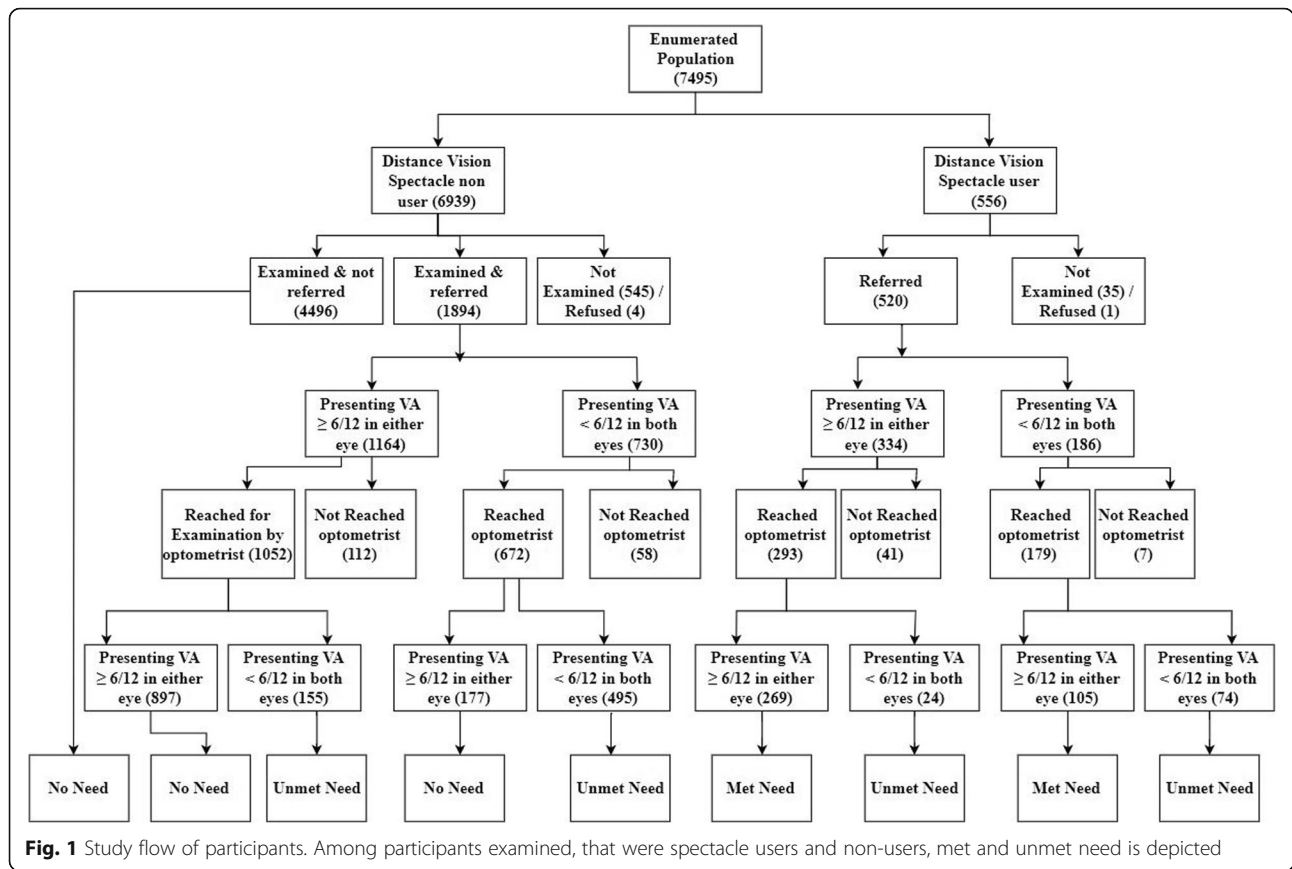 Enumerated
Population
(7495)
Distance Vision
Spectacle non
user (6939)
Distance Vision
Spectacle user
(556)
Examined & not
referred
(4496)
Examined &
referred
(1894)
Not
Examined (545) /
Refused (4)
Referred
(520)
Not
Examined (35) /
Refused (1)
Presenting VA
≥ 6/12 in either
eye (1164)
Presenting VA
< 6/12 in both
eyes (730)
Presenting VA
≥ 6/12 in either
eye (334)
Presenting VA
< 6/12 in both
eyes (186)
Reached for
Examination by
optometrist (1052)
Not Reached
optometrist
(112)
Reached
optometrist
(672)
Not Reached
optometrist
(58)
Reached
optometrist
(293)
Not Reached
optometrist
(41)
Reached
optometrist
(179)
Not Reached
optometrist
(7)
Presenting VA
≥ 6/12 in either
eye (897)
Presenting VA
< 6/12 in both
eyes (155)
Presenting VA
≥ 6/12 in either
eye (177)
Presenting VA
< 6/12 in both
eyes (495)
Presenting VA
≥ 6/12 in either
eye (269)
Presenting VA
< 6/12 in both
eyes (24)
Presenting VA
≥ 6/12 in either
eye (105)
Presenting VA
< 6/12 in both
eyes (74)
No Need
No Need
Unmet Need
No Need
Unmet Need
Met Need
Unmet Need
Met Need
Unmet Need
Fig. 1 Study flow of participants. Among participants examined, that were spectacle users and non-users, met and unmet need is depicted